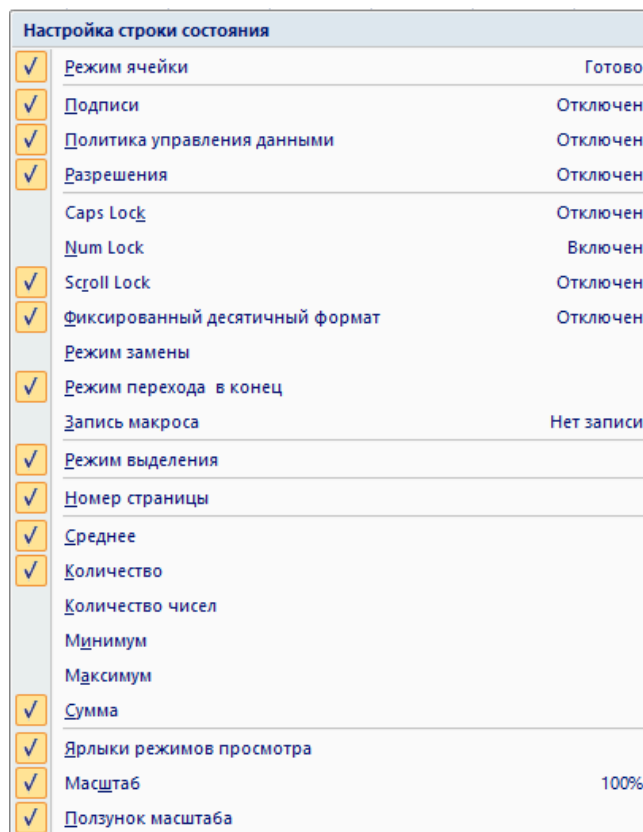 Настройка строки состояния
Режим ячейки Готово
Подписи Отключен
Политика управления данными Отключен
Разрешения Отключен
Caps Lock Отключен
Num Lock Включен
Scroll Lock Отключен
Фиксированный десятичный формат Отключен
Режим замены
Режим перехода в конец
Запись макроса Нет записи
Режим выделения
Номер страницы
Среднее
Количество
Количество чисел
Минимум
Максимум
Сумма
Ярлыки режимов просмотра
Масштаб 100%
Ползунок масштаба